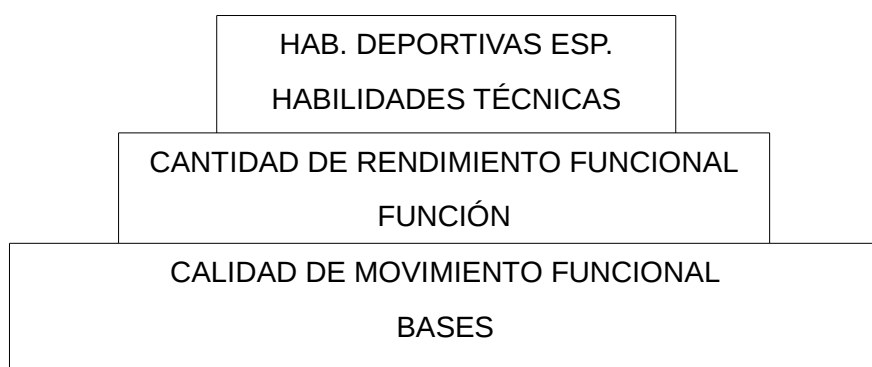 HAB. DEPORTIVAS ESP.
HABILIDADES TÉCNICAS
CANTIDAD DE RENDIMIENTO FUNCIONAL
FUNCIÓN
CALIDAD DE MOVIMIENTO FUNCIONAL
BASES